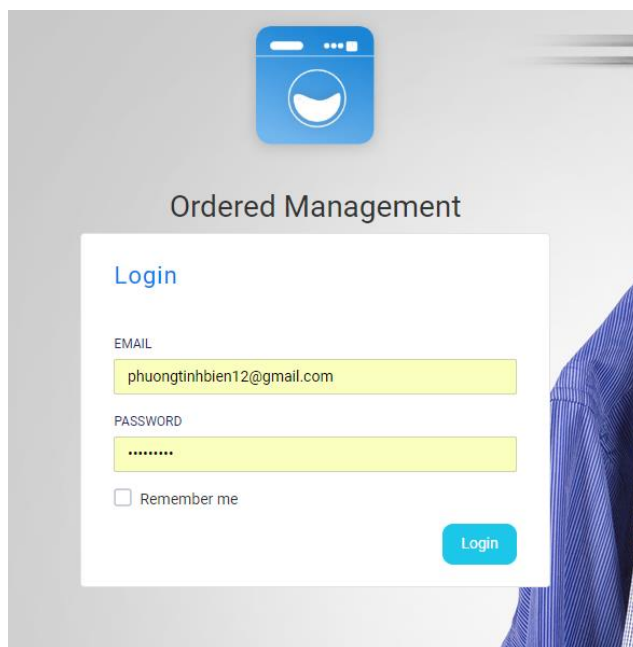 Ordered Management
Login
EMAIL
phuongtinhbien12@gmail.com
PASSWORD
•••••••••
Remember me
Login